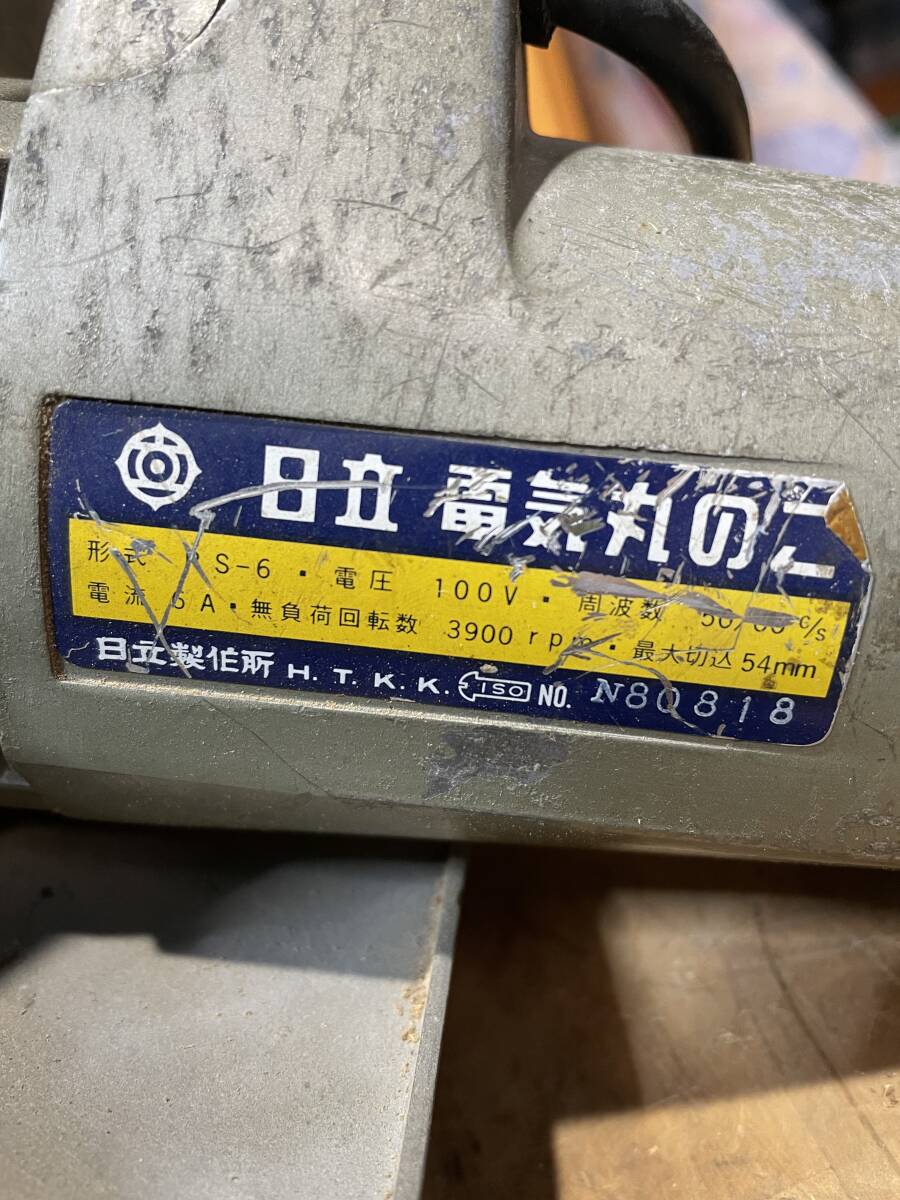 日立 電気丸のこ
形式 PS-6・電圧 100V・周波数 50/60 c/s
電流 6A・無負荷回転数 3900 rpm・最大切込 54mm
日立製作所 H. T. K. K. ISO NO. N80818